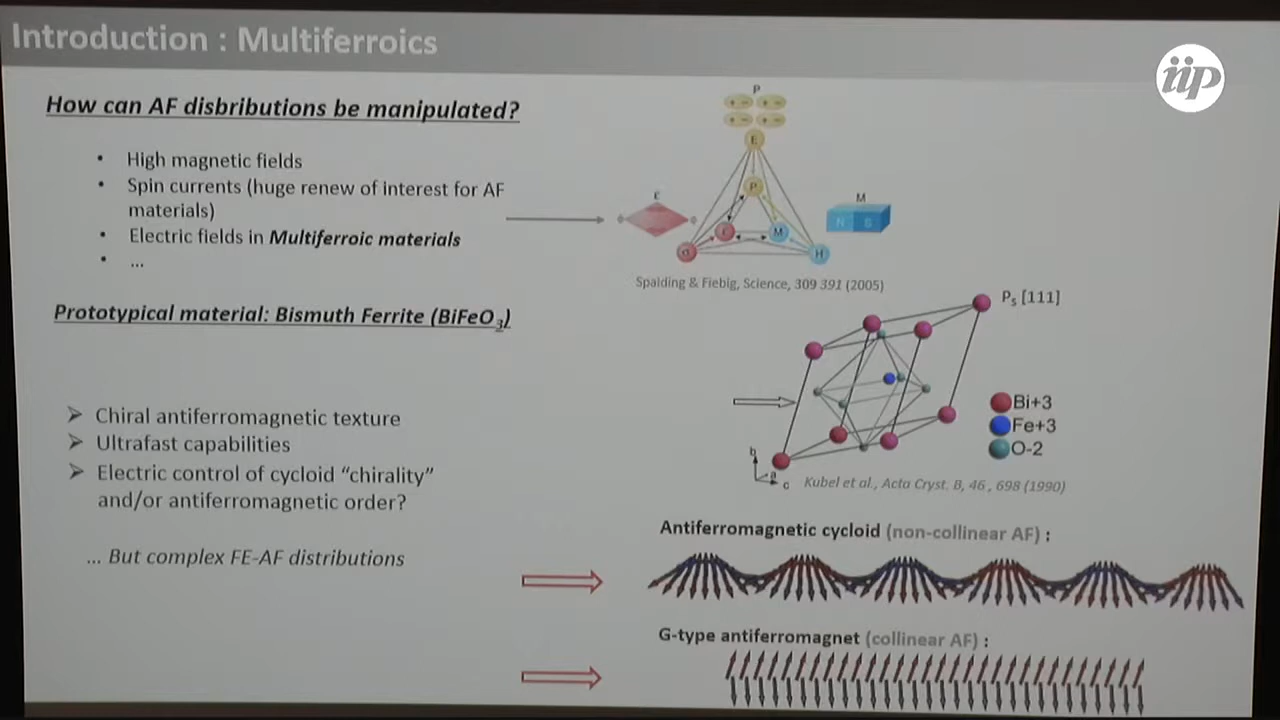 Introduction : Multiferroics
iip
How can AF disbributions be manipulated?
• High magnetic fields
• Spin currents (huge renew of interest for AF
materials)
• Electric fields in Multiferroic materials
• ...
P
+ - + -
+ - + -
E
P
ε
M
N S
ε
M
σ
H
Spalding & Fiebig, Science, 309 391 (2005)
Prototypical material: Bismuth Ferrite (BiFeO3)
Ps [111]
Bi+3
Fe+3
O-2
b
a
c
Kubel et al., Acta Cryst. B, 46 , 698 (1990)
Chiral antiferromagnetic texture
Ultrafast capabilities
Electric control of cycloid “chirality”
and/or antiferromagnetic order?
... But complex FE-AF distributions
Antiferromagnetic cycloid (non-collinear AF) :
G-type antiferromagnet (collinear AF) :